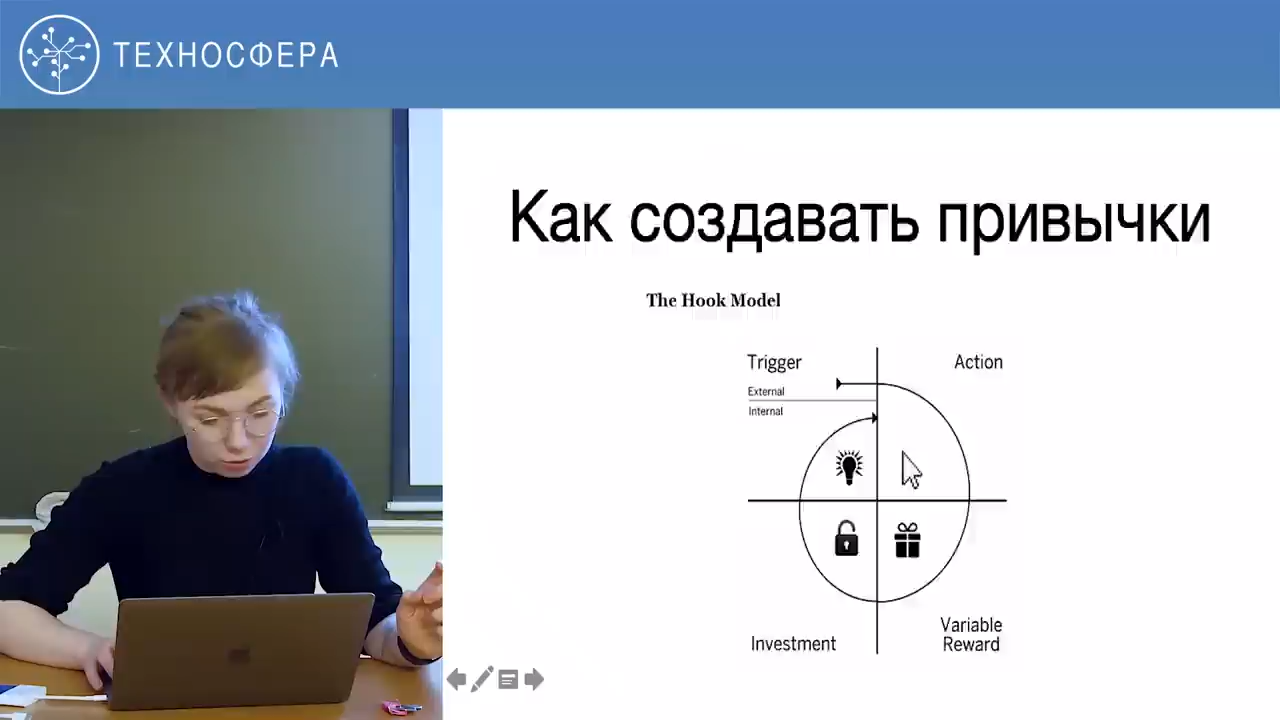 ТЕХНОСФЕРА
Как создавать привычки
The Hook Model
Trigger
Action
External
Internal
Investment
Variable
Reward